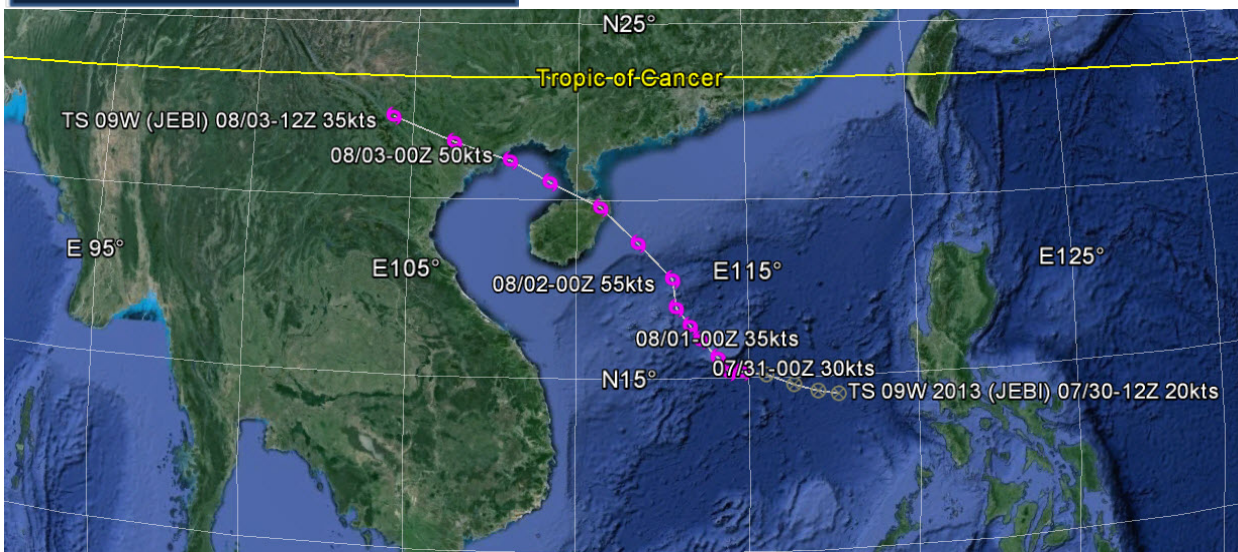 N25°
Tropic of Cancer
TS 09W (JEBI) 08/03-12Z 35kts
08/03-00Z 50kts
E 95°
E105°
E115°
E125°
08/02-00Z 55kts
08/01-00Z 35kts
07/31-00Z 30kts
N15°
TS 09W 2013 (JEBI) 07/30-12Z 20kts